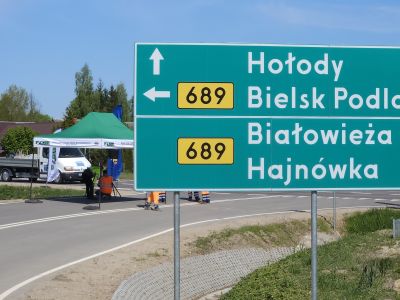 Hołody
689 Bielsk Podla
Białowieża
689
Hajnówka